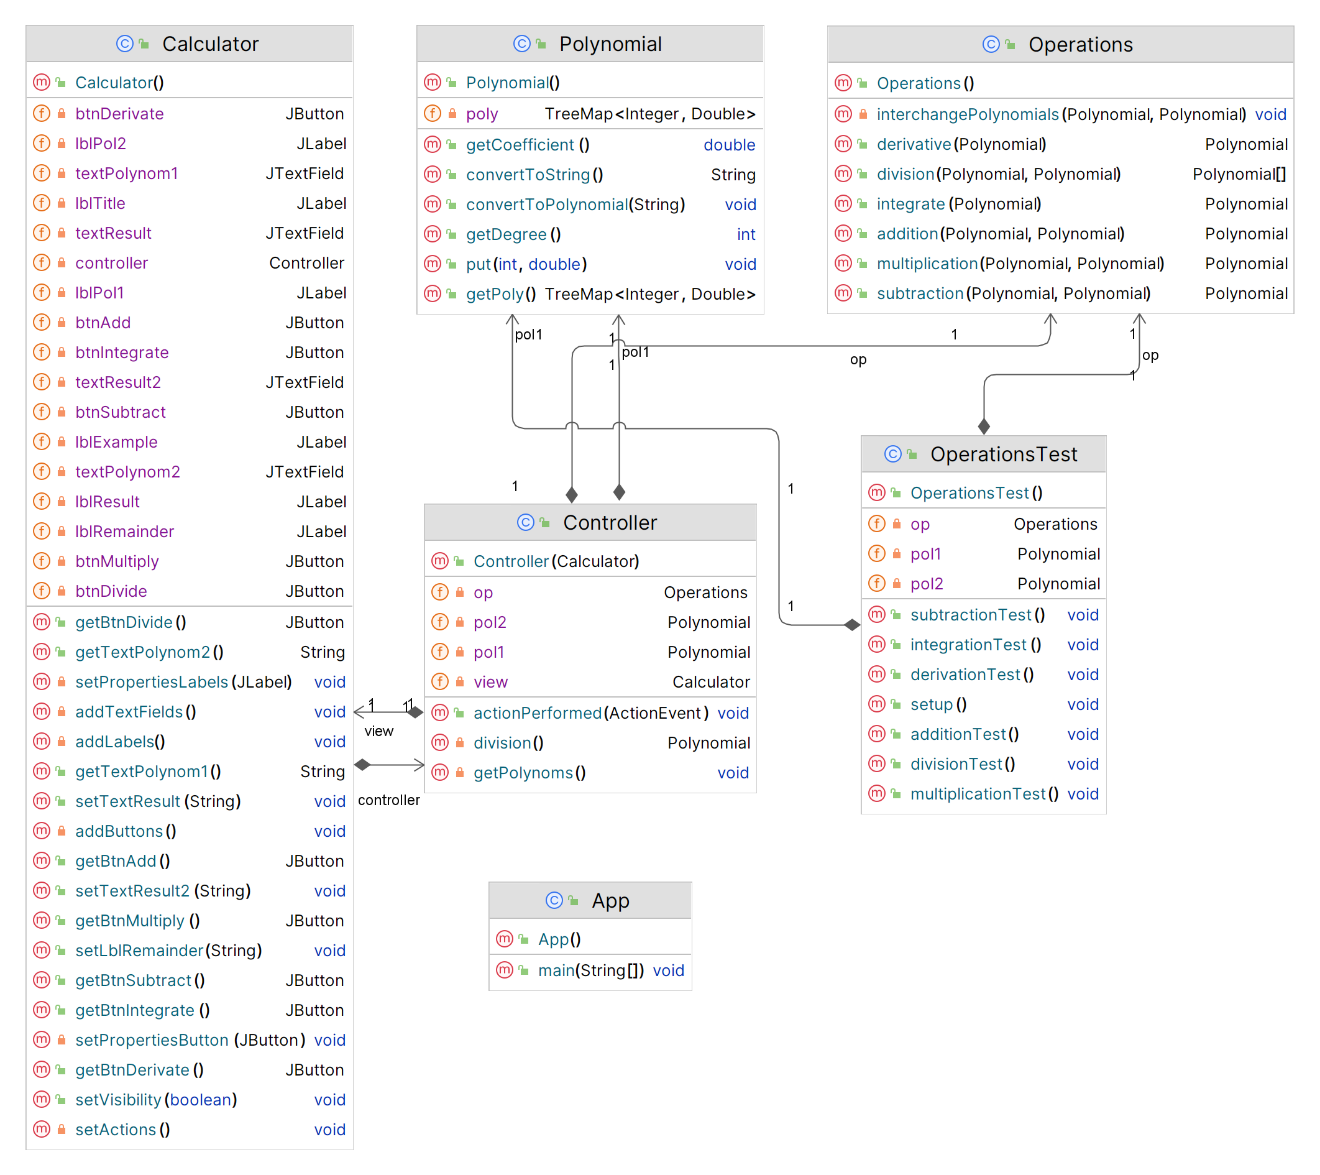 Calculator
Calculator()
btnDerivate JButton
lblPol2 JLabel
textPolynom1 JTextField
lblTitle JLabel
textResult JTextField
controller Controller
lblPol1 JLabel
btnAdd JButton
btnIntegrate JButton
textResult2 JTextField
btnSubtract JButton
lblExample JLabel
textPolynom2 JTextField
lblResult JLabel
lblRemainder JLabel
btnMultiply JButton
btnDivide JButton
getBtnDivide() JButton
getTextPolynom2() String
setPropertiesLabels(JLabel) void
addTextFields() void
addLabels() void
getTextPolynom1() String
setTextResult(String) void
addButtons() void
getBtnAdd() JButton
setTextResult2(String) void
getBtnMultiply() JButton
setLblRemainder(String) void
getBtnSubtract() JButton
getBtnIntegrate() JButton
setPropertiesButton(JButton) void
getBtnDerivate() JButton
setVisibility(boolean) void
setActions() void
Polynomial
Polynomial()
poly TreeMap<Integer, Double>
getCoefficient() double
convertToString() String
convertToPolynomial(String) void
getDegree() int
put(int, double) void
getPoly() TreeMap<Integer, Double>
Operations
Operations()
interchangePolynomials(Polynomial, Polynomial) void
derivative(Polynomial) Polynomial
division(Polynomial, Polynomial) Polynomial[]
integrate(Polynomial) Polynomial
addition(Polynomial, Polynomial) Polynomial
multiplication(Polynomial, Polynomial) Polynomial
subtraction(Polynomial, Polynomial) Polynomial
pol1
1
pol1
1
1
op
1
op
1
1
1
1
Controller
Controller(Calculator)
op Operations
pol2 Polynomial
pol1 Polynomial
view Calculator
actionPerformed(ActionEvent) void
division() Polynomial
getPolynoms() void
1
1
1
view
controller
OperationsTest
OperationsTest()
op Operations
pol1 Polynomial
pol2 Polynomial
subtractionTest() void
integrationTest() void
derivationTest() void
setup() void
additionTest() void
divisionTest() void
multiplicationTest() void
App
App()
main(String[]) void